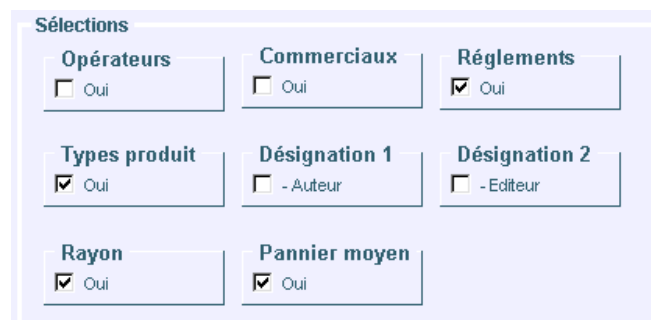 Sélections
Opérateurs
Oui
Commerciaux
Oui
Réglements
Oui
Types produit
Oui
Désignation 1
- Auteur
Désignation 2
- Editeur
Rayon
Oui
Pannier moyen
Oui